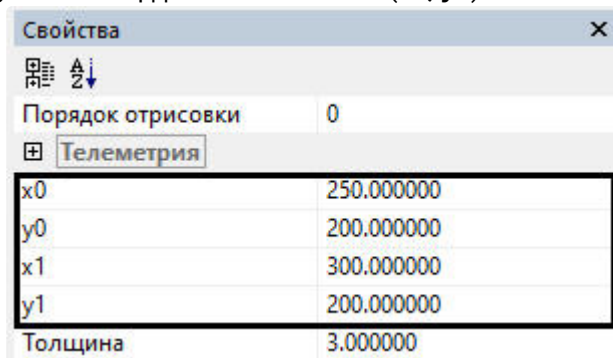 Свойства
Порядок отрисовки 0
Телеметрия
x0 250.000000
y0 200.000000
x1 300.000000
y1 200.000000
Толщина 3.000000